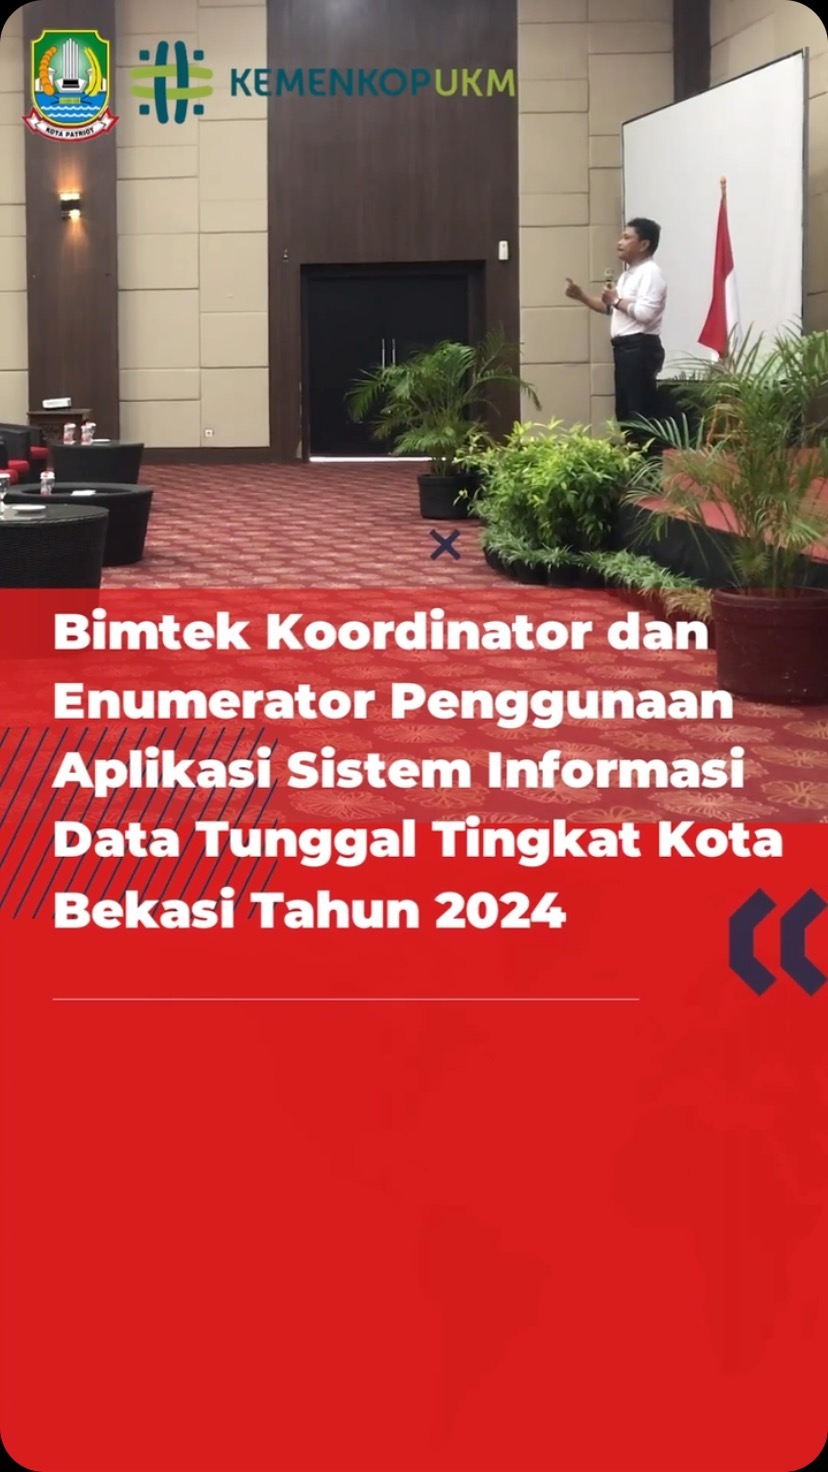 KOTA PATRIOT
KEMENKOPUKM
Bimtek Koordinator dan
Enumerator Penggunaan
Aplikasi Sistem Informasi
Data Tunggal Tingkat Kota
Bekasi Tahun 2024